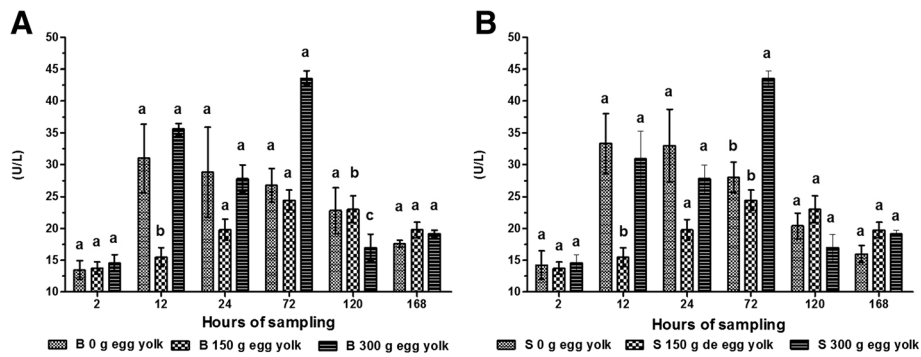 A
50
45
40
35
30
25
20
15
10
(U/L)
a a a
a b a
a a a
a a a
a b c
a a a
2 12 24 72 120 168
Hours of sampling
B 0 g egg yolk B 150 g egg yolk B 300 g egg yolk
B
50
45
40
35
30
25
20
15
10
(U/L)
a a a
a b a
a a a
b b a
a a a
a a a
2 12 24 72 120 168
Hours of sampling
S 0 g egg yolk S 150 g de egg yolk S 300 g egg yolk